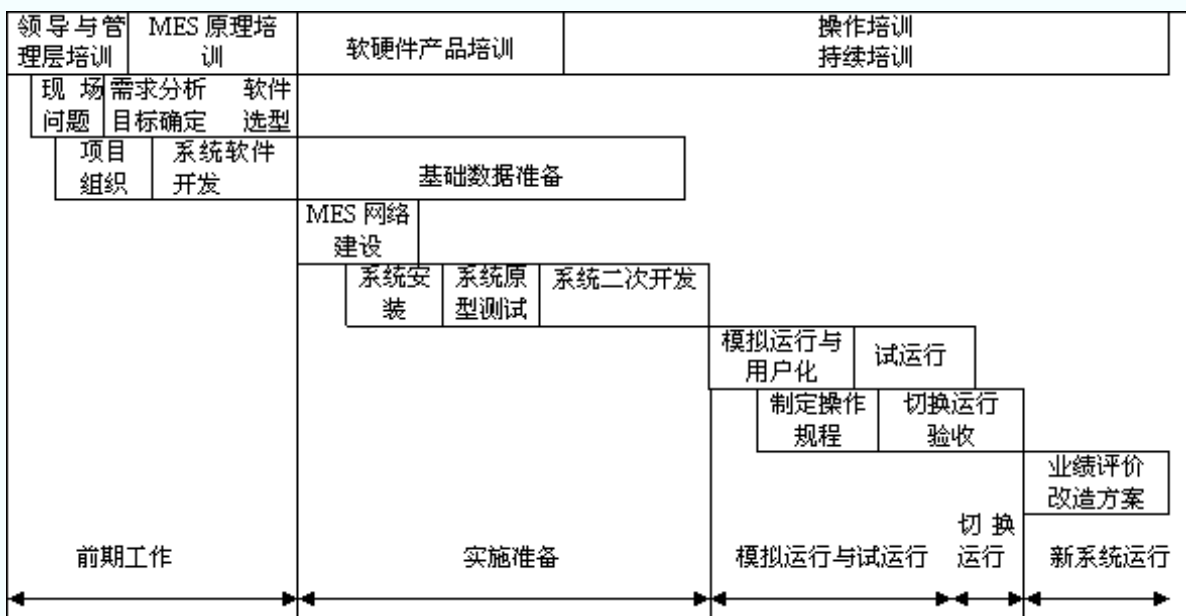 领导与管
理层培训
MES 原理培
训
软硬件产品培训
操作培训
持续培训
现 场
问题
需求分析 软件
目标确定 选型
项目
组织
系统软件
开发
基础数据准备
MES 网络
建设
系统安
装
系统原
型测试
系统二次开发
模拟运行与
用户化
试运行
制定操作
规程
切换运行
验收
业绩评价
改造方案
前期工作
实施准备
模拟运行与试运行
切 换
运行
新系统运行